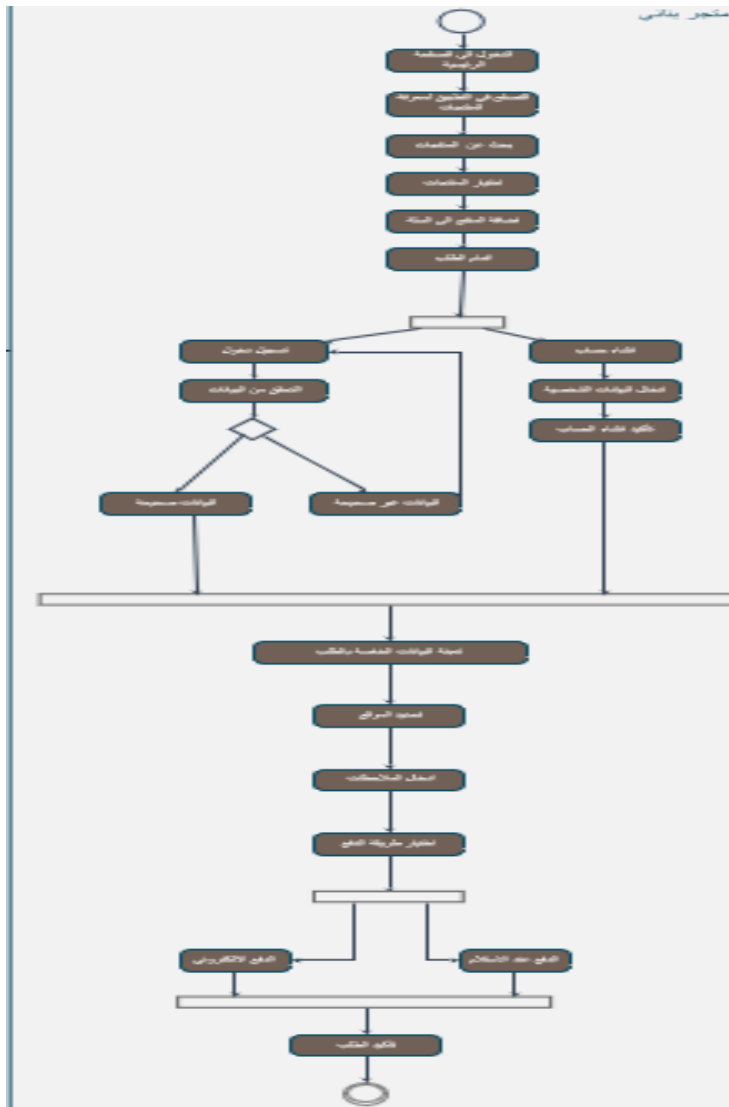 متجر بناتي
الدخول الى الصفحة
الرئيسية
التصفح في التطبيق لمعرفة
المنتجات
بحث عن المنتجات
اختيار المنتجات
اضافة المنتج الى السلة
اتمام الطلب
تسجيل دخول
انشاء حساب
التحقق من البيانات
ادخال البيانات الشخصية
تأكيد انشاء الحساب
البيانات صحيحة
البيانات غير صحيحة
تعبئة البيانات الخاصة بالطلب
تحديد الموقع
ادخال الملاحظات
اختيار طريقة الدفع
الدفع الالكتروني
الدفع عند الاستلام
تأكيد الطلب